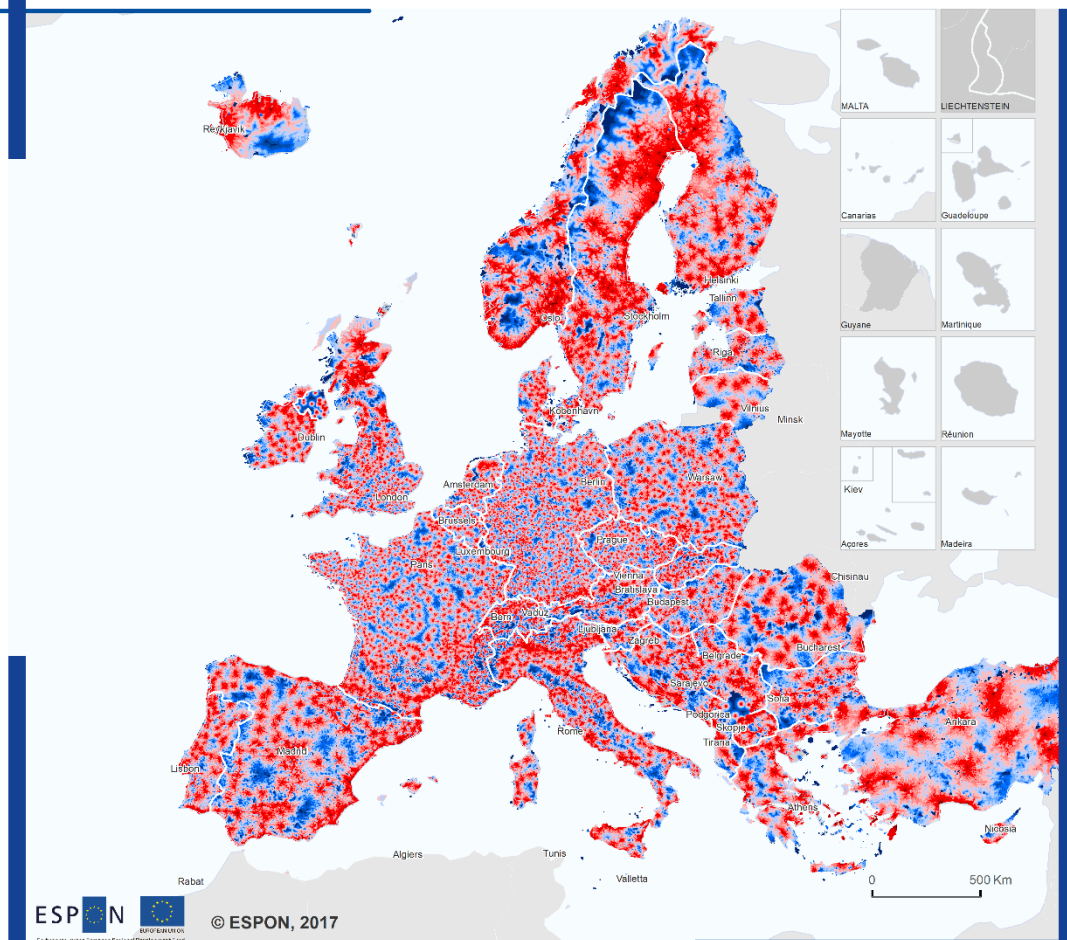 MALTA
LIECHTENSTEIN
Reykjavik
Canarias
Guadeloupe
Helsinki
Tallinn
Oslo
Stockholm
Guyane
Martinique
Riga
København
Vilnius
Minsk
Mayotte
Réunion
Dublin
Amsterdam
Berlin
Warsaw
London
Kiev
Brussels
Prague
Açores
Madeira
Luxembourg
Paris
Vienna
Chisinau
Bratislava
Budapest
Bern
Vaduz
Ljubljana
Zagreb
Bucharest
Belgrade
Sarajevo
Sofia
Podgorica
Skopje
Ankara
Rome
Tirana
Madrid
Lisbon
Athens
Nicosia
Algiers
Tunis
Rabat
Valletta
0 500 Km
ESPON
EUROPEAN UNION
© ESPON, 2017